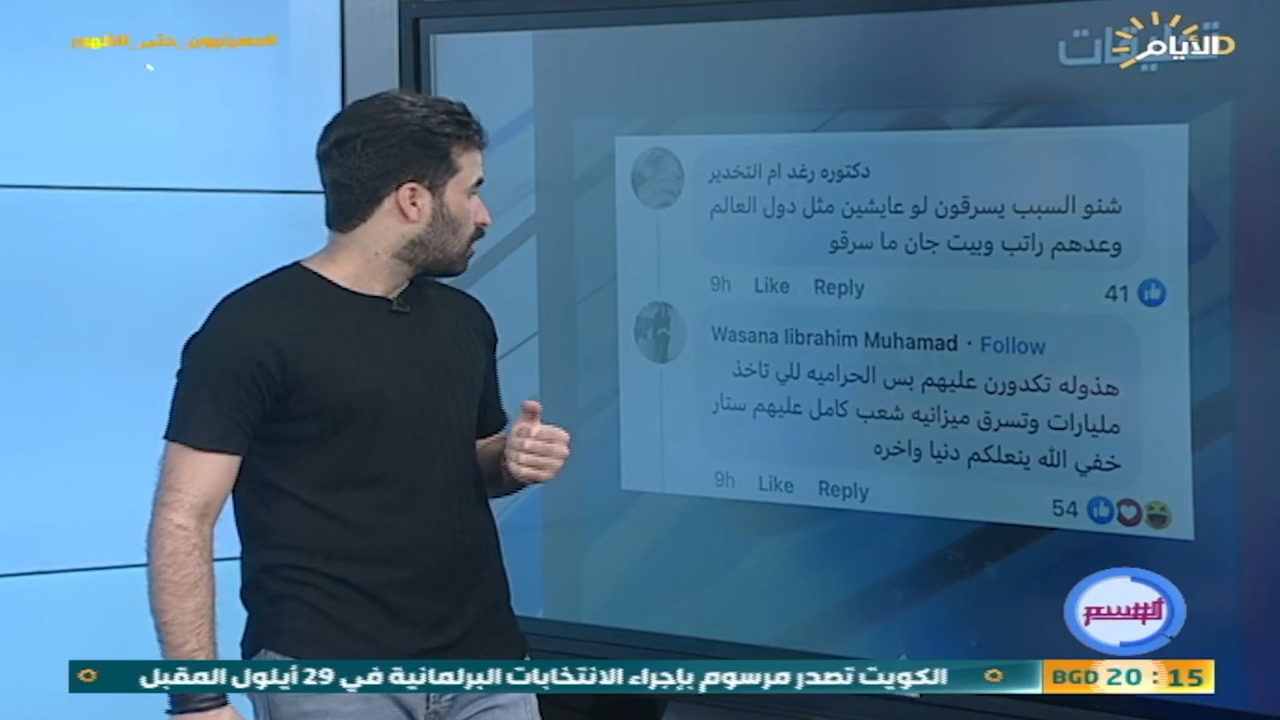 الحسينيون_حتى_الظهور
تعليقات
الأيام
دكتوره رغد ام التخدير
شنو السبب يسرقون لو عايشين مثل دول العالم
وعدهم راتب وبيت جان ما سرقو
9h Like Reply 41
Wasana Iibrahim Muhamad · Follow
هذوله تكدورن عليهم بس الحراميه للي تاخذ
مليارات وتسرق ميزانيه شعب كامل عليهم ستار
خفي الله ينعلكم دنيا واخره
9h Like Reply 54
الكويت تصدر مرسوم بإجراء الانتخابات البرلمانية في 29 أيلول المقبل
BGD 20:15